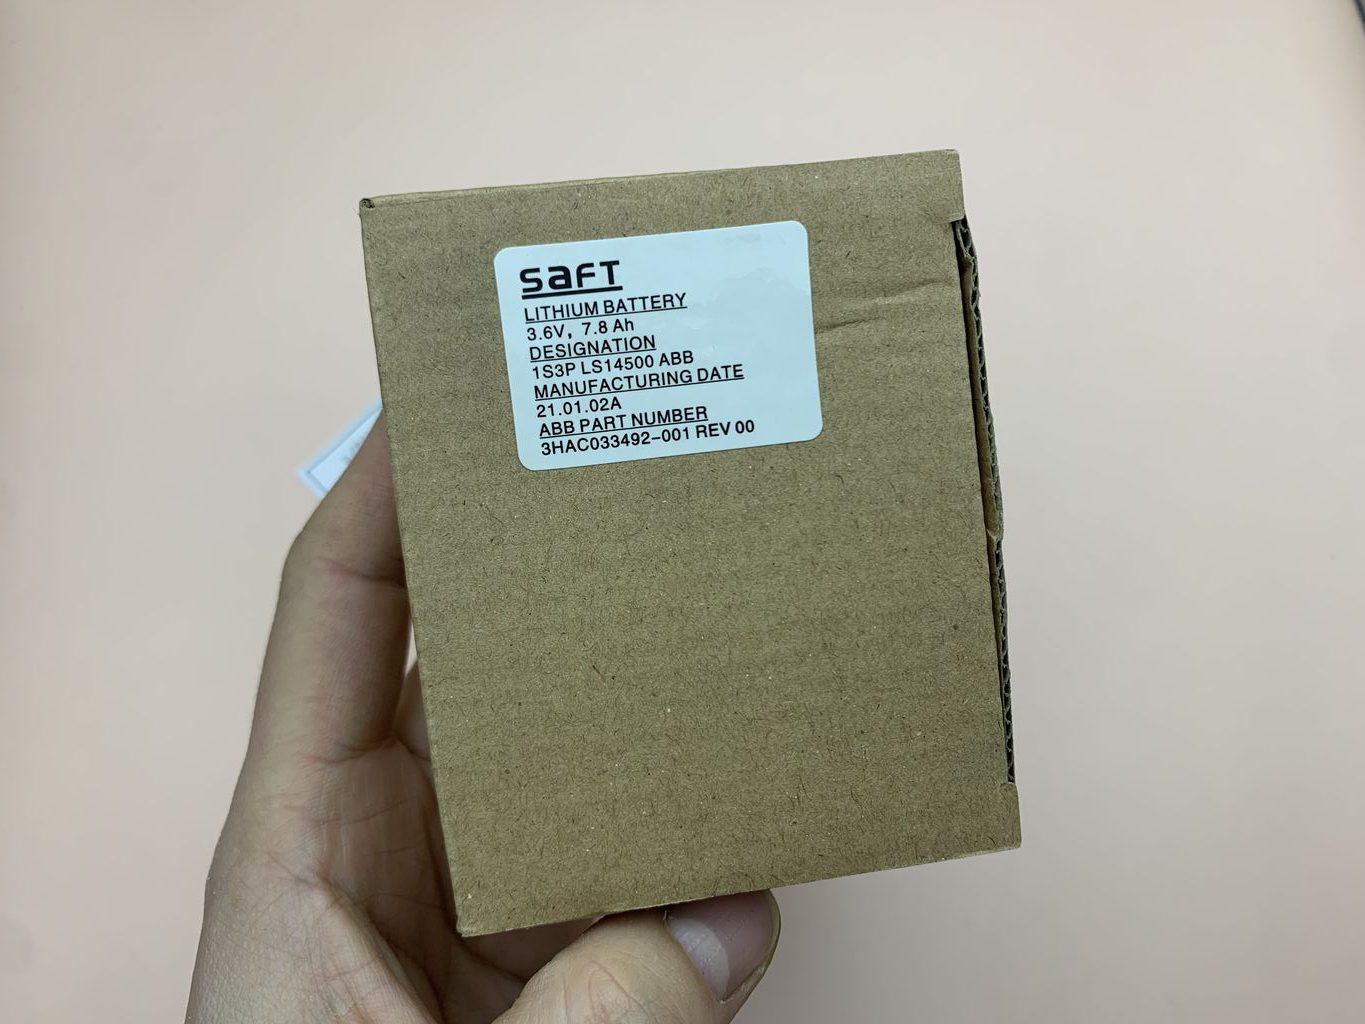 SAFT
LITHIUM BATTERY
3.6V, 7.8 Ah
DESIGNATION
1S3P LS14500 ABB
MANUFACTURING DATE
21.01.02A
ABB PART NUMBER
3HAC033492-001 REV 00